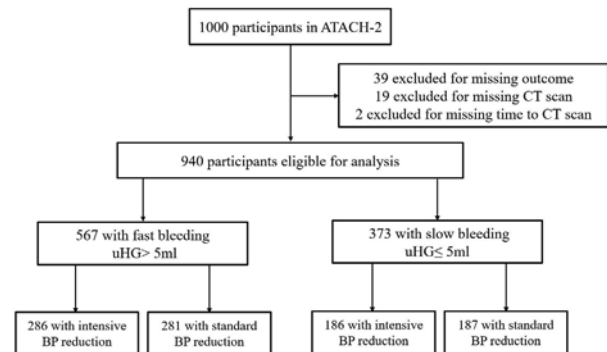 1000 participants in ATACH-2
39 excluded for missing outcome
19 excluded for missing CT scan
2 excluded for missing time to CT scan
940 participants eligible for analysis
567 with fast bleeding
uHG> 5ml
373 with slow bleeding
uHG≤ 5ml
286 with intensive
BP reduction
281 with standard
BP reduction
186 with intensive
BP reduction
187 with standard
BP reduction